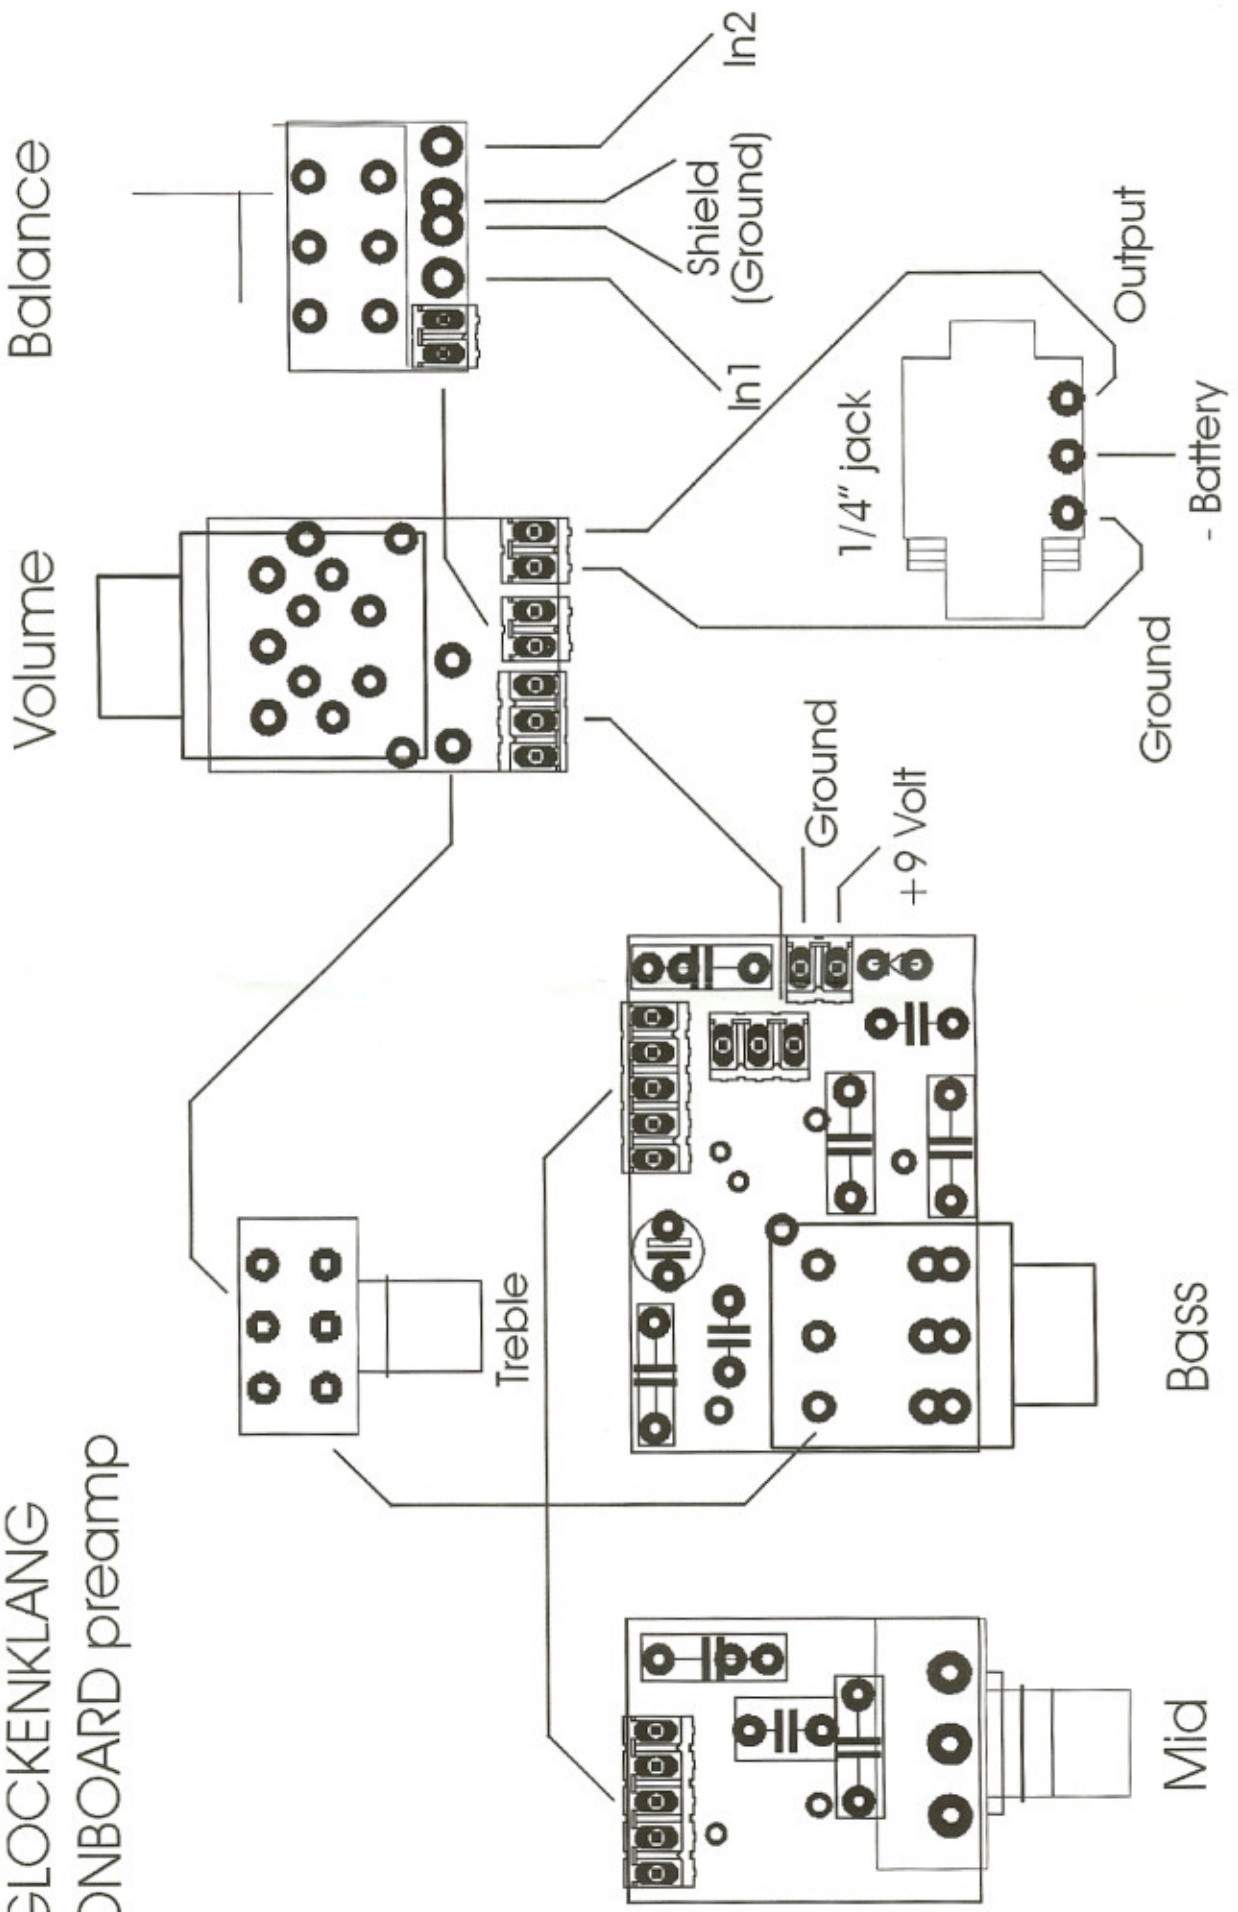 GLOCKENKLANG
ONBOARD preamp
Treble
Volume
Balance
In1
Shield
(Ground)
In2
Mid
Bass
Ground
+9 Volt
1/4" jack
Ground
- Battery
Output